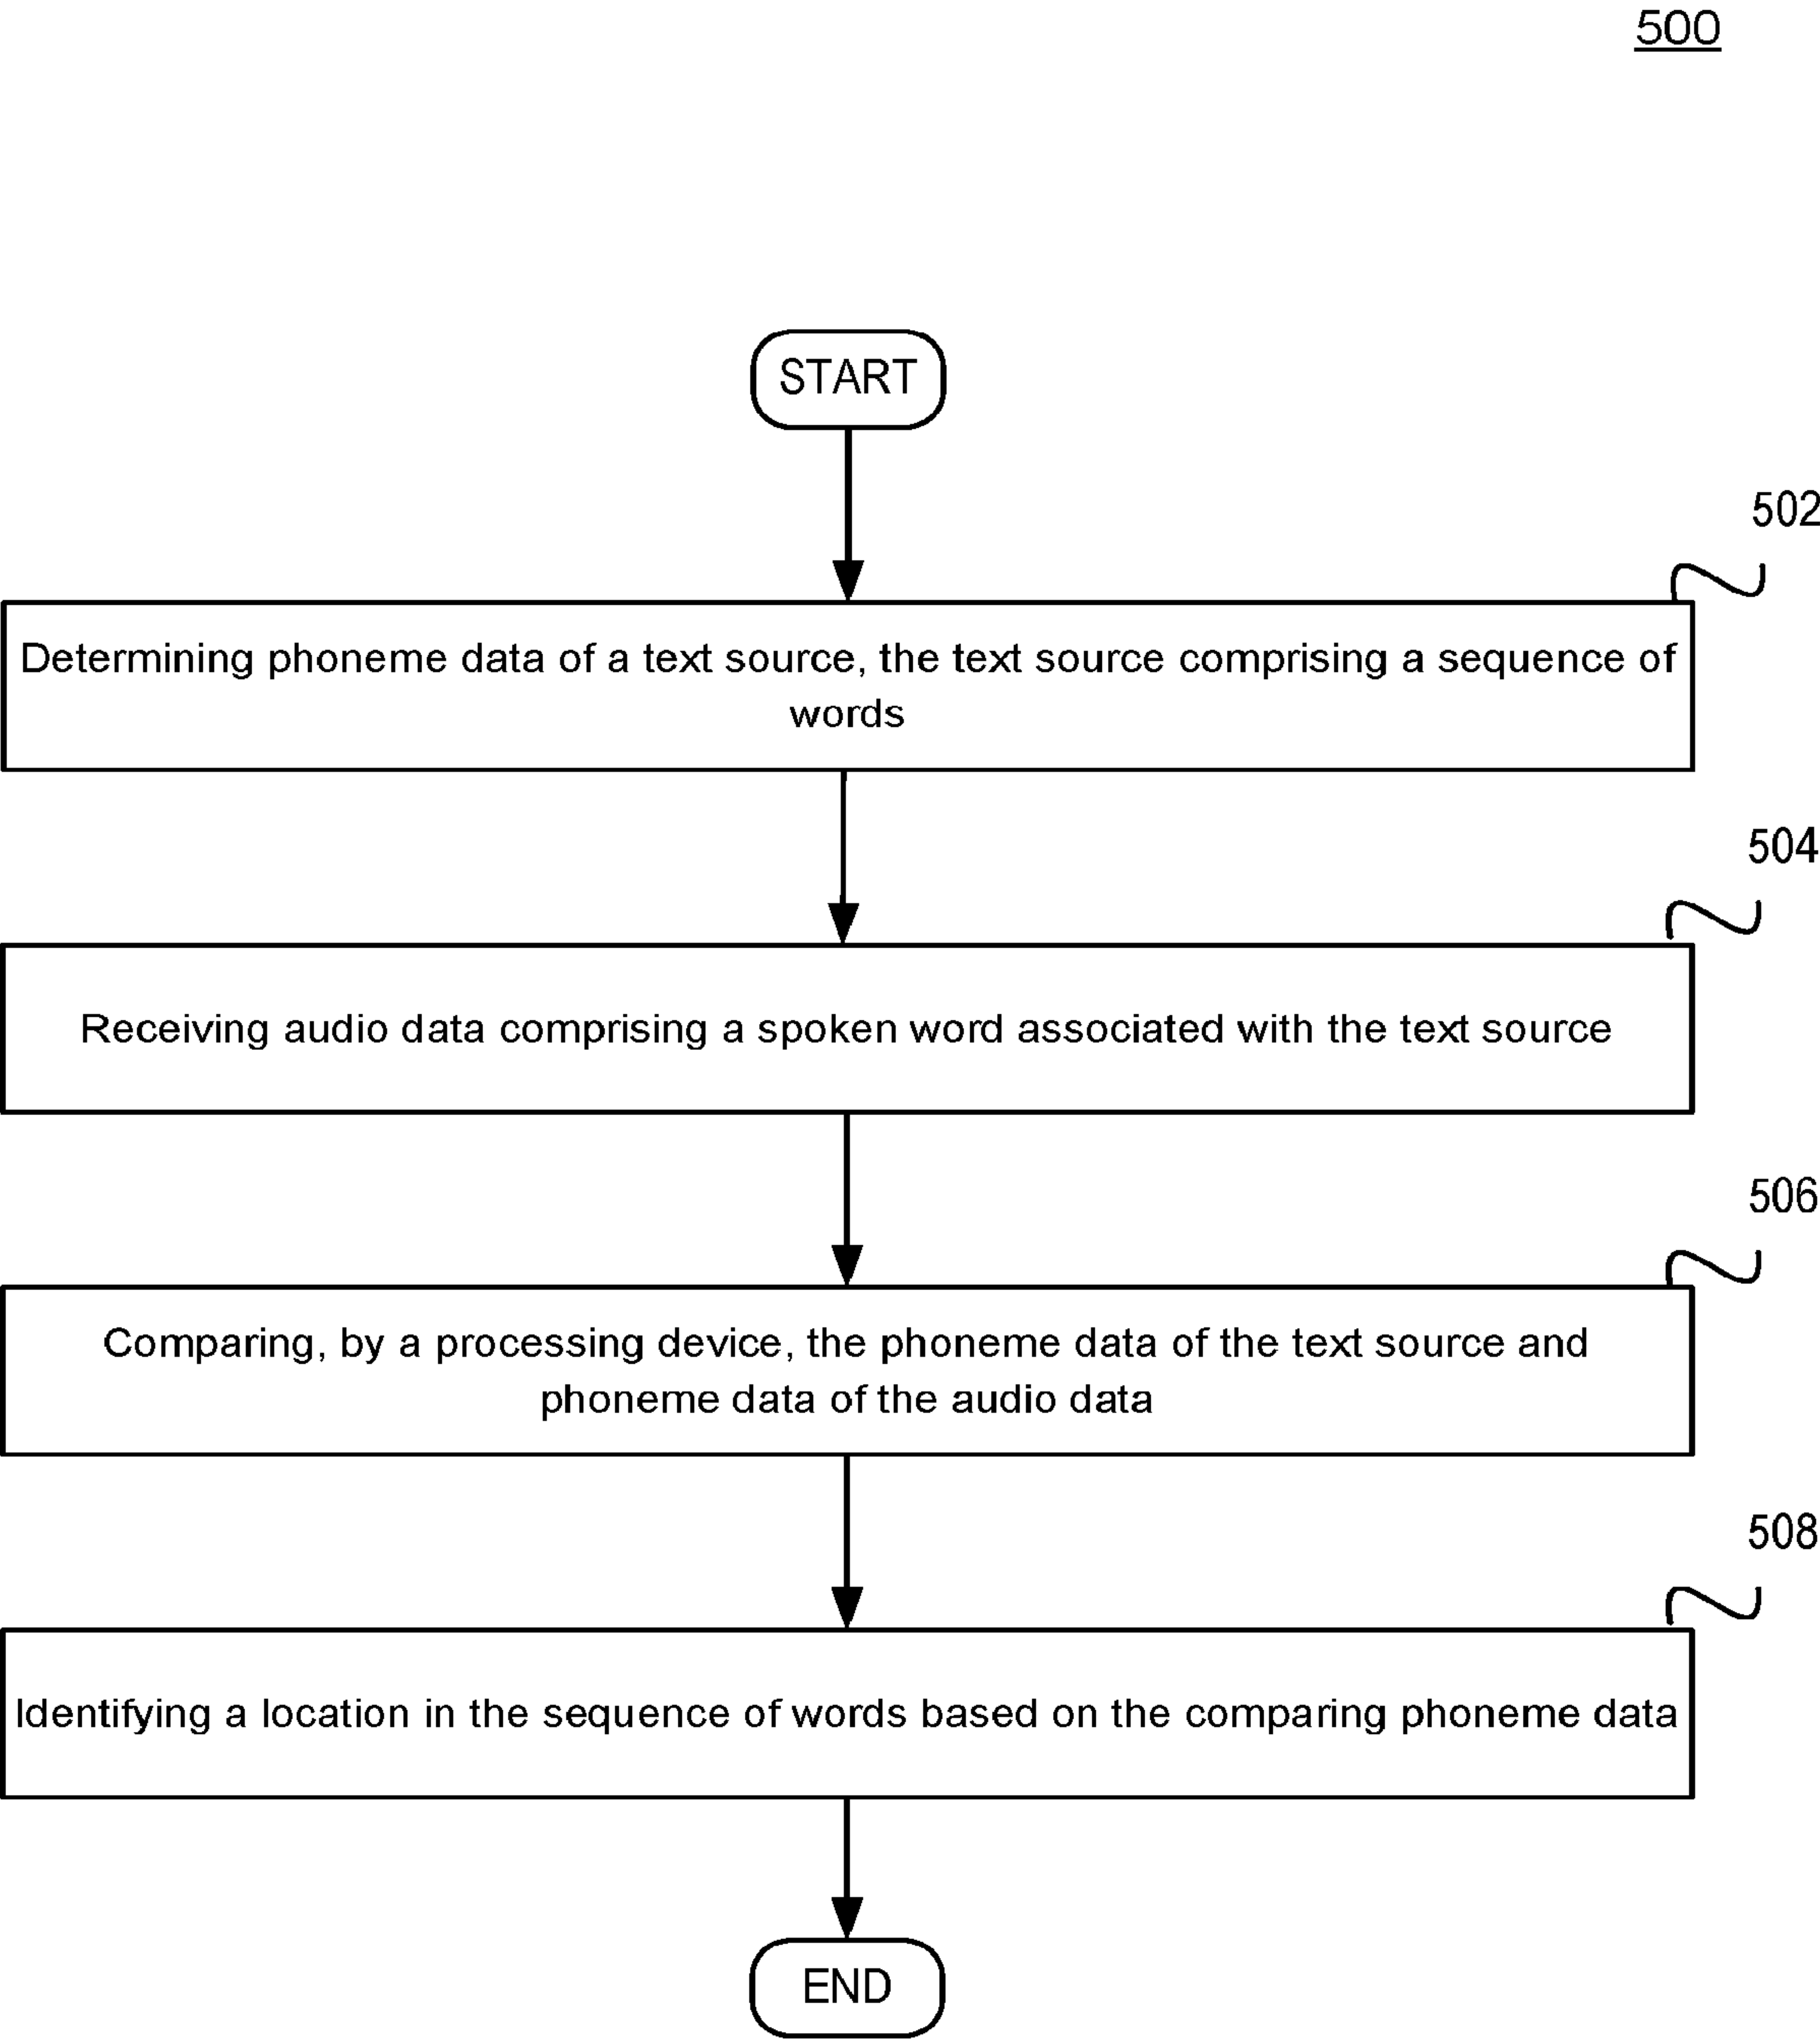 500
START
502
Determining phoneme data of a text source, the text source comprising a sequence of
words
504
Receiving audio data comprising a spoken word associated with the text source
506
Comparing, by a processing device, the phoneme data of the text source and
phoneme data of the audio data
508
Identifying a location in the sequence of words based on the comparing phoneme data
END